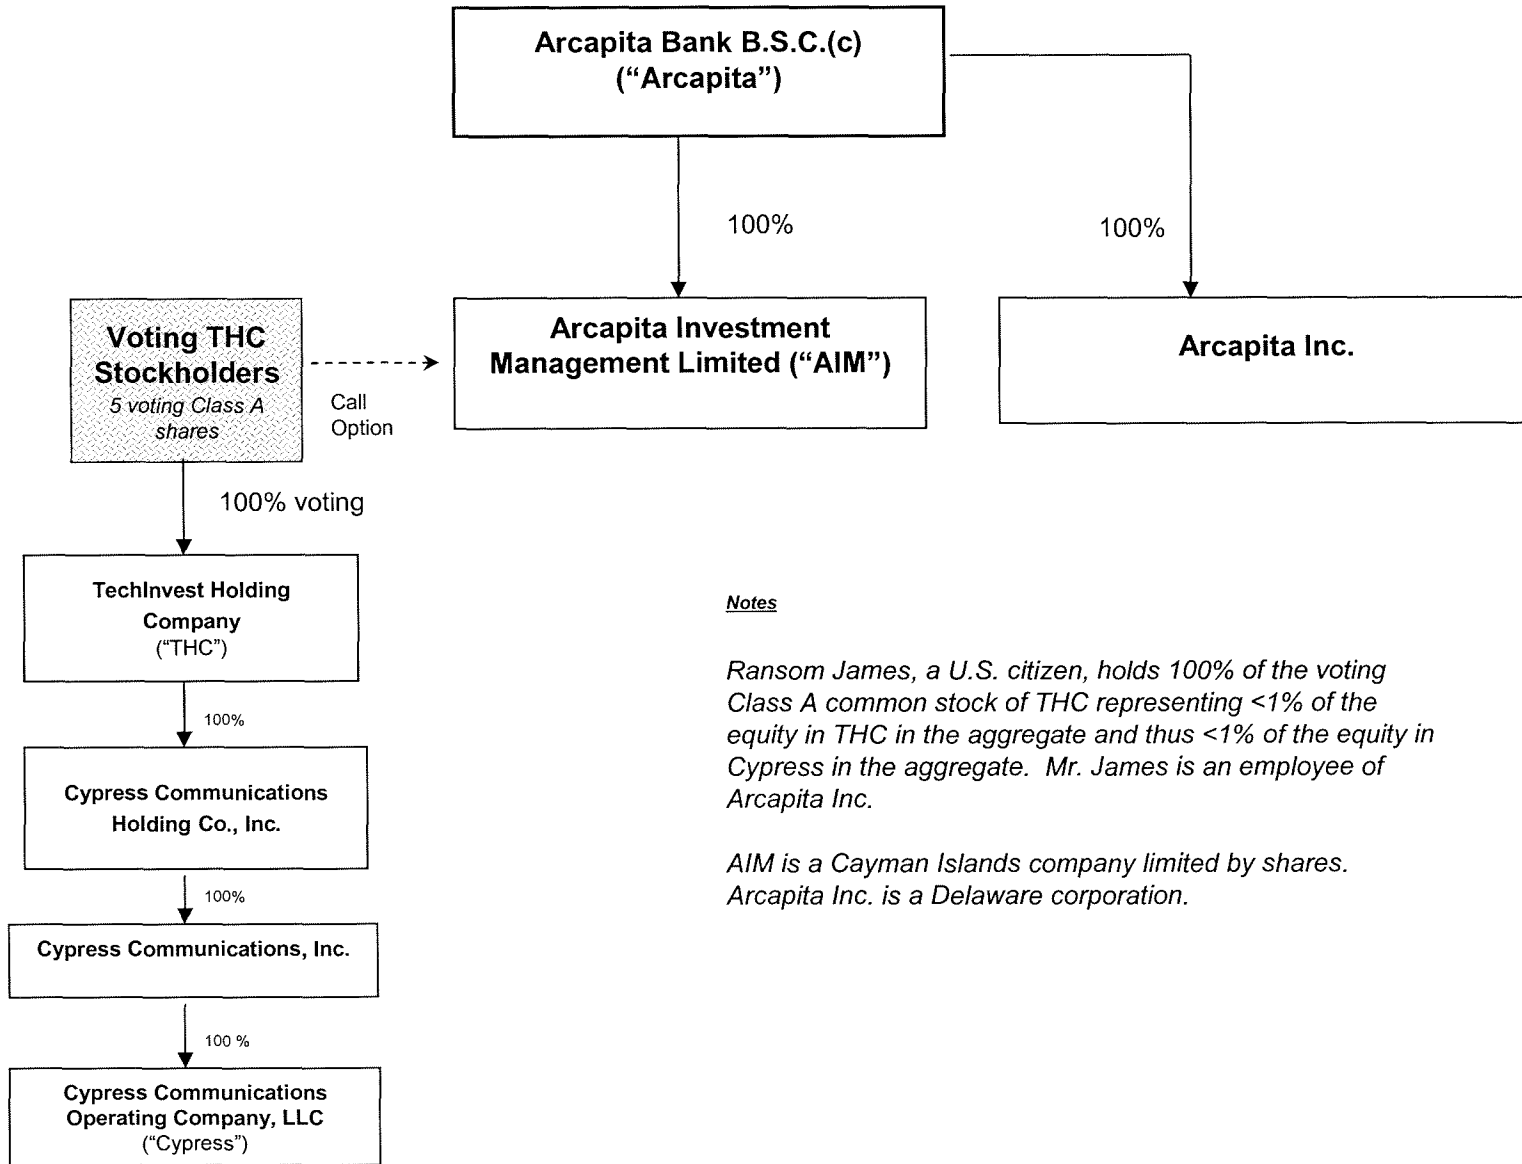 Arcapita Bank B.S.C.(c)
(“Arcapita”)
100%
100%
Voting THC
Stockholders
5 voting Class A
shares
Call
Option
Arcapita Investment
Management Limited (“AIM”)
Arcapita Inc.
100% voting
TechInvest Holding
Company
(“THC”)
100%
Cypress Communications
Holding Co., Inc.
100%
Cypress Communications, Inc.
100 %
Cypress Communications
Operating Company, LLC
(“Cypress”)
Notes
Ransom James, a U.S. citizen, holds 100% of the voting
Class A common stock of THC representing <1% of the
equity in THC in the aggregate and thus <1% of the equity in
Cypress in the aggregate.  Mr. James is an employee of
Arcapita Inc.
AIM is a Cayman Islands company limited by shares.
Arcapita Inc. is a Delaware corporation.